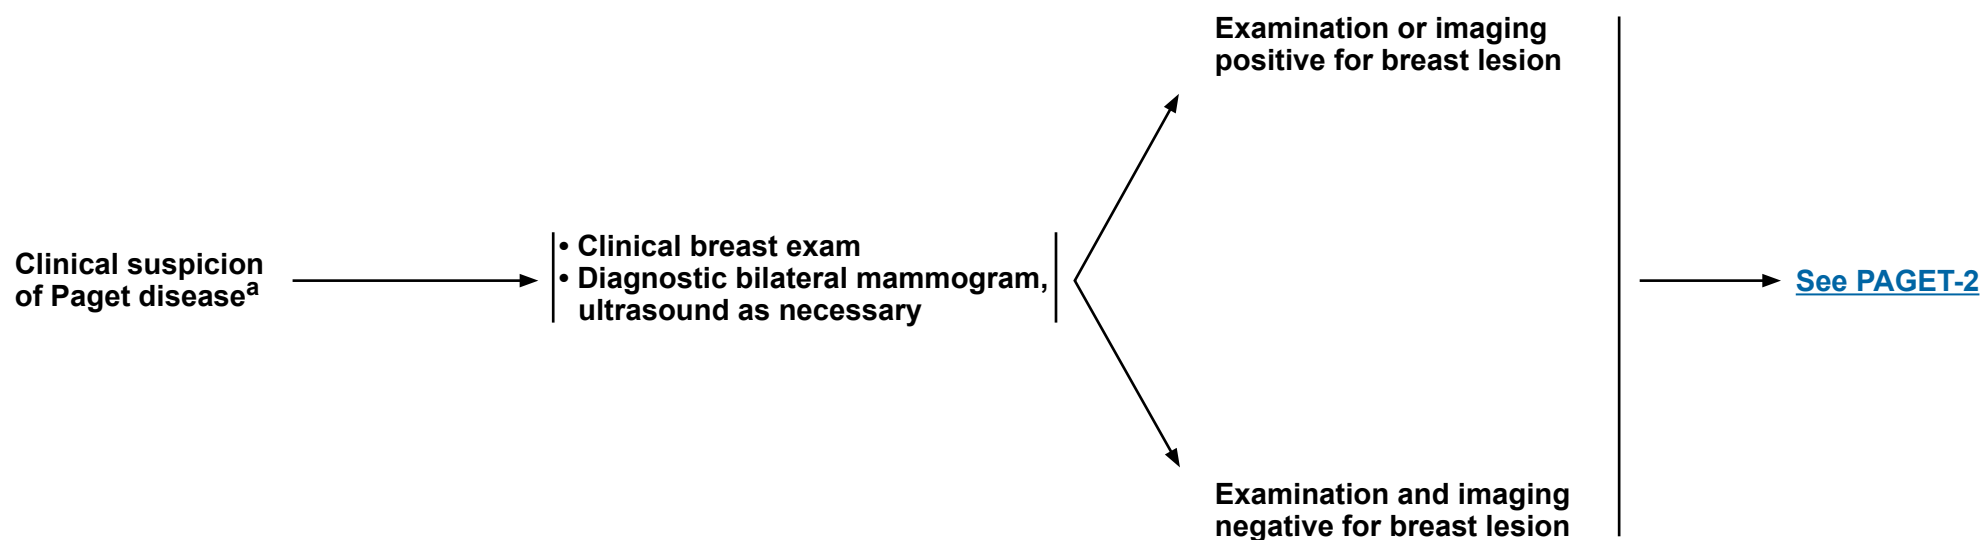 Clinical suspicion
of Paget diseaseᵃ
• Clinical breast exam
• Diagnostic bilateral mammogram,
ultrasound as necessary
Examination or imaging
positive for breast lesion
Examination and imaging
negative for breast lesion
See PAGET-2